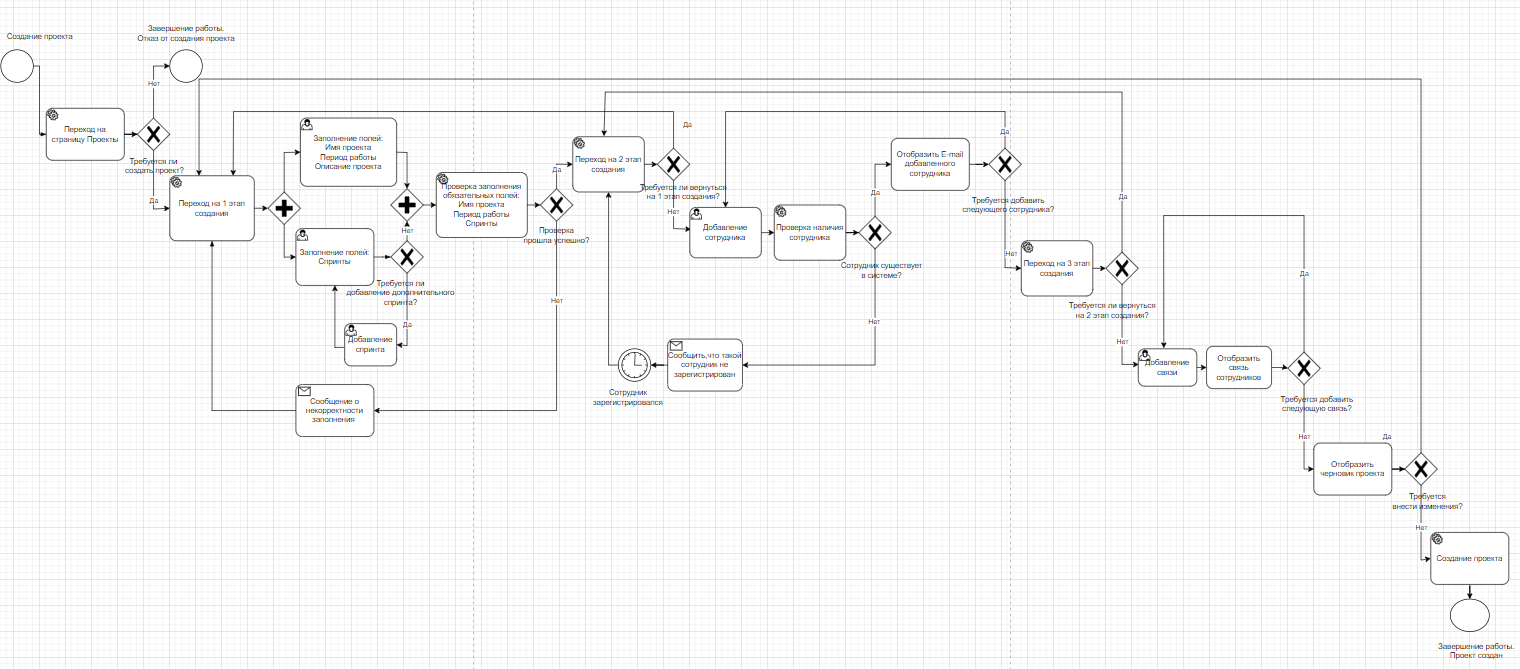 Создание проекта
Завершение работы.
Отказ от создания проекта
Нет
Переход на
страницу Проекты
Требуется ли
создать проект?
Да
Переход на 1 этап
создания
Заполнение полей:
Имя проекта
Период работы
Описание проекта
Заполнение полей:
Спринты
Нет
Требуется ли
добавление дополнительного
спринта?
Да
Добавление
спринта
Сообщение о
некорректности
заполнения
Проверка заполнения
обязательных полей:
Имя проекта
Период работы
Спринты
Да
Проверка
прошла успешно?
Нет
Переход на 2 этап
создания
Да
Требуется ли вернуться
на 1 этап создания?
Нет
Добавление
сотрудника
Проверка наличия
сотрудника
Да
Сотрудник существует
в системе?
Нет
Сообщить,что такой
сотрудник не
зарегистрирован
Сотрудник
зарегистрировался
Отобразить E-mail
добавленного
сотрудника
Да
Требуется добавить
следующего сотрудника?
Нет
Переход на 3 этап
создания
Да
Требуется ли вернуться
на 2 этап создания?
Нет
Добавление
связи
Отобразить
связь
сотрудников
Да
Требуется добавить
следующую связь?
Нет
Отобразить
черновик проекта
Да
Требуется
внести изменения?
Нет
Создание проекта
Завершение работы.
Проект создан